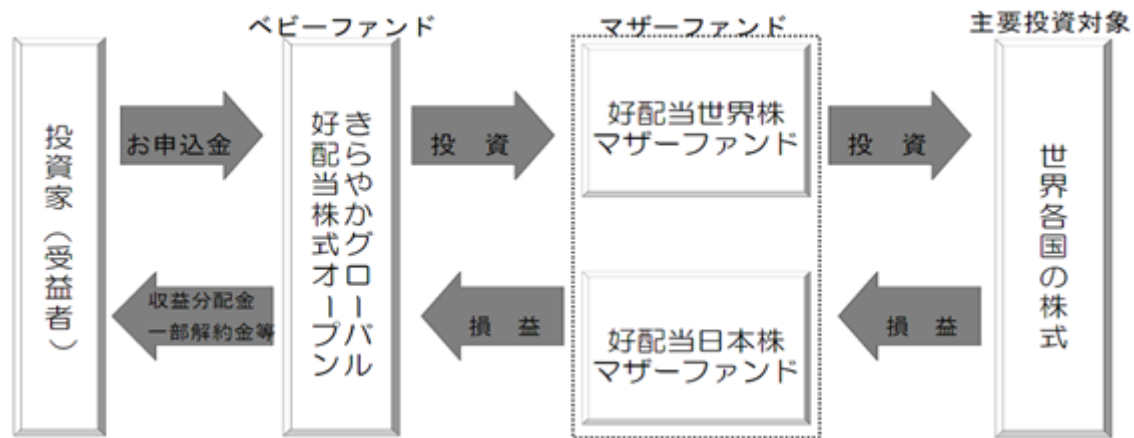 ベビーファンド
マザーファンド
主要投資対象
投資家（受益者）
お申込金
収益分配金
一部解約金等
きらやかグローバル
好配当株式オープン
投　資
損　益
好配当世界株
マザーファンド
好配当日本株
マザーファンド
投　資
損　益
世界各国の株式